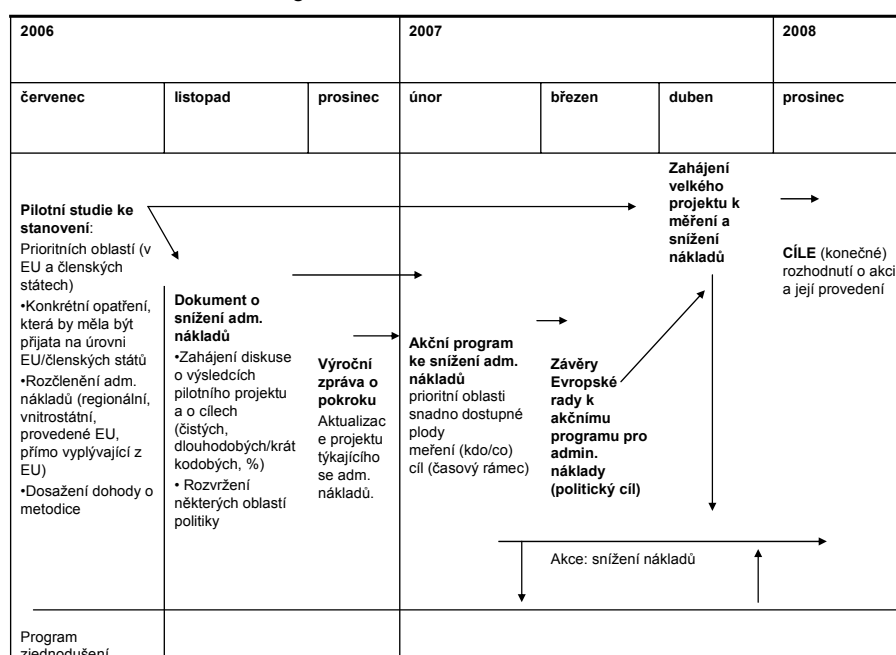 2006
2007
2008
červenec
listopad
prosinec
únor
březen
duben
prosinec
Pilotní studie ke
stanovení:
Prioritních oblastí (v
EU a členských
státech)
•Konkrétní opatření,
která by měla být
přijata na úrovni
EU/členských států
•Rozčlenění adm.
nákladů (regionální,
vnitrostátní,
provedené EU,
přímo vyplývající z
EU)
•Dosažení dohody o
metodice
Dokument o
snížení adm.
nákladů
•Zahájení diskuse
o výsledcích
pilotního projektu
a o cílech
(čistých,
dlouhodobých/krát
kodobých, %)
• Rozvržení
některých oblastí
politiky
Výroční
zpráva o
pokroku
Aktualizac
e projektu
týkajícího
se adm.
nákladů.
Akční program
ke snížení adm.
nákladů
prioritní oblasti
snadno dostupné
plody
meření (kdo/co)
cíl (časový rámec)
Závěry
Evropské
rady k
akčnímu
programu pro
admin.
náklady
(politický cíl)
Zahájení
velkého
projektu k
měření a
snížení
nákladů
CÍLE (konečné)
rozhodnutí o akci
a její provedení
Akce: snížení nákladů
Program
zjednodušení